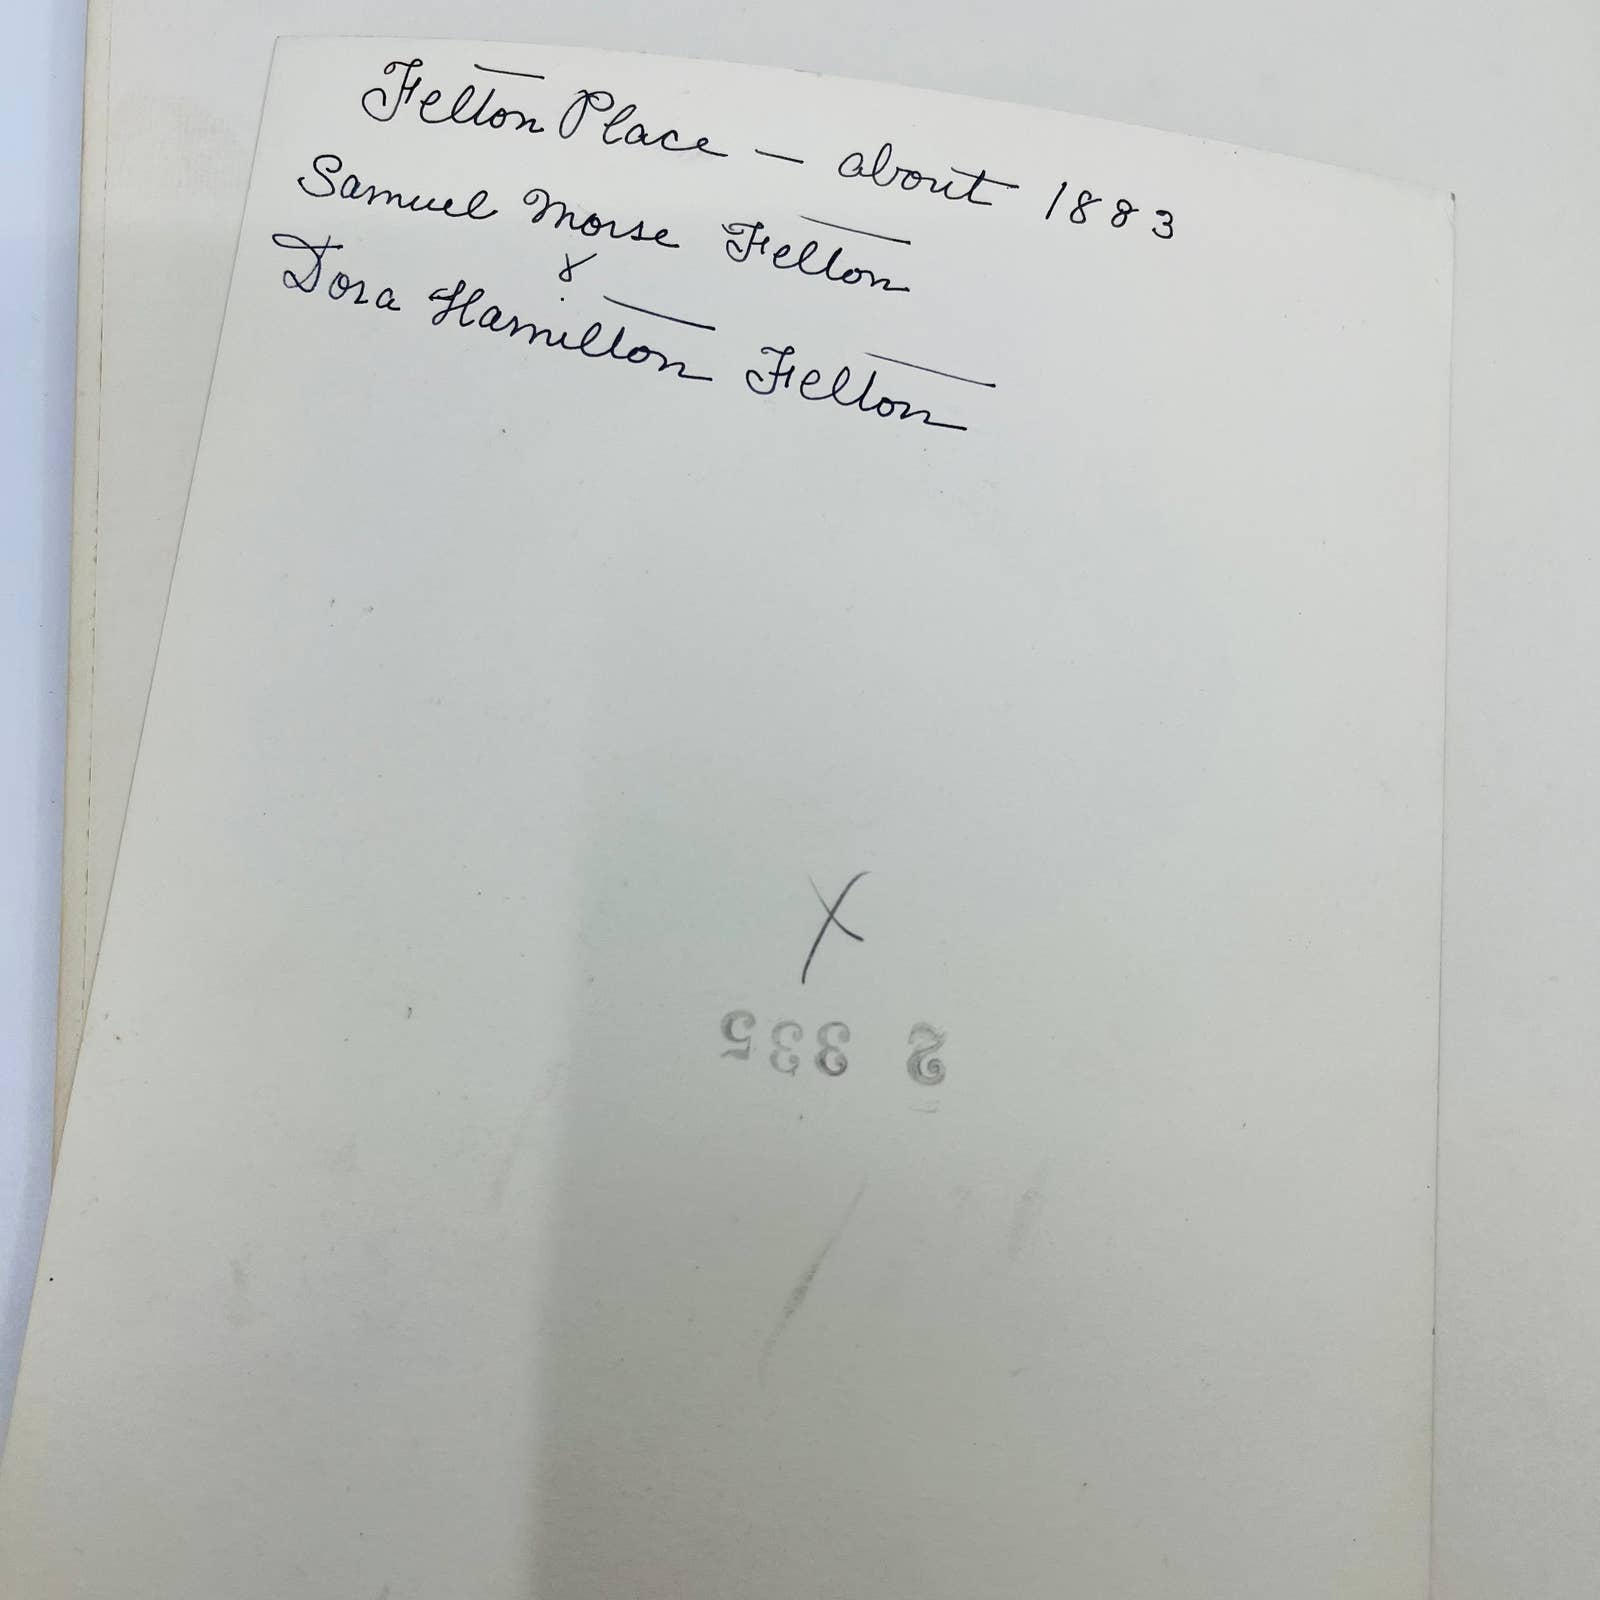 Felton Place — about 1883
Samuel Morse Felton
&
Dora Hamilton Felton
X
2 335